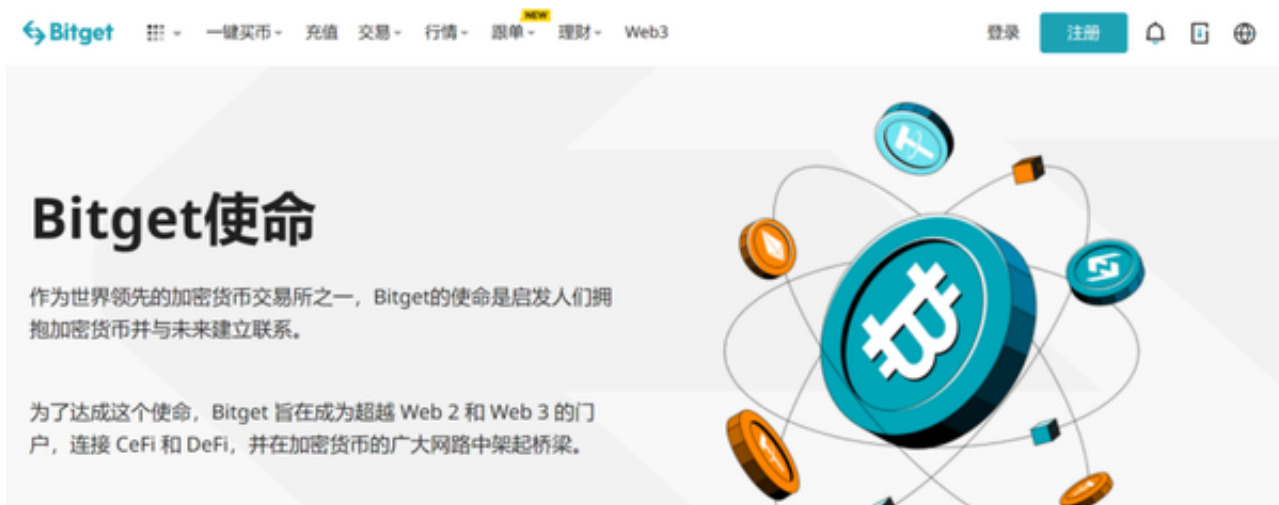 Bitget 一键买币 充值 交易 行情 跟单 NEW 理财 Web3 登录 注册
Bitget使命
作为世界领先的加密货币交易所之一，Bitget的使命是启发人们拥
抱加密货币并与未来建立联系。
为了达成这个使命，Bitget 旨在成为超越 Web 2 和 Web 3 的门
户，连接 CeFi 和 DeFi，并在加密货币的广大网路中架起桥梁。